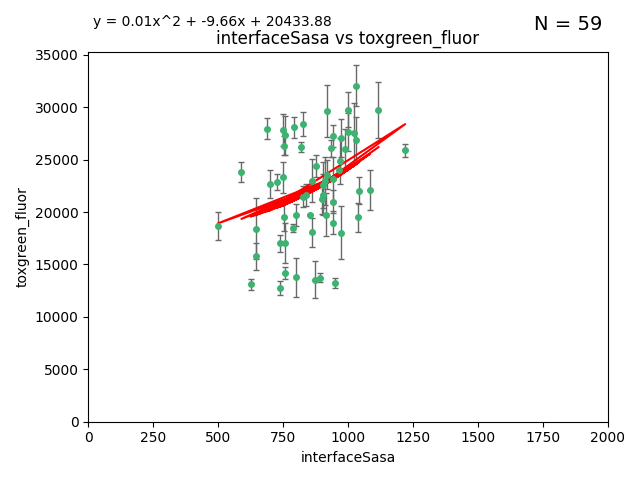 y = 0.01x^2 + -9.66x + 20433.88
N = 59
interfaceSasa vs toxgreen_fluor
35000
30000
25000
20000
15000
10000
5000
0
toxgreen_fluor
0 250 500 750 1000 1250 1500 1750 2000
interfaceSasa